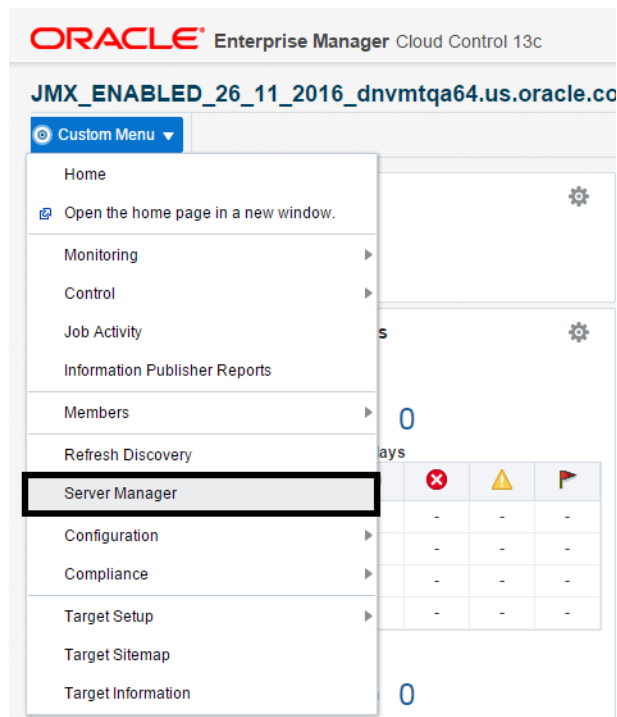 ORACLE Enterprise Manager Cloud Control 13c
JMX_ENABLED_26_11_2016_dnvmtqa64.us.oracle.co
Custom Menu
Home
Open the home page in a new window.
Monitoring
Control
Job Activity
s
Information Publisher Reports
Members
0
Refresh Discovery
ays
Server Manager
- - -
Configuration
- - -
Compliance
- - -
Target Setup
- - -
Target Sitemap
Target Information
0